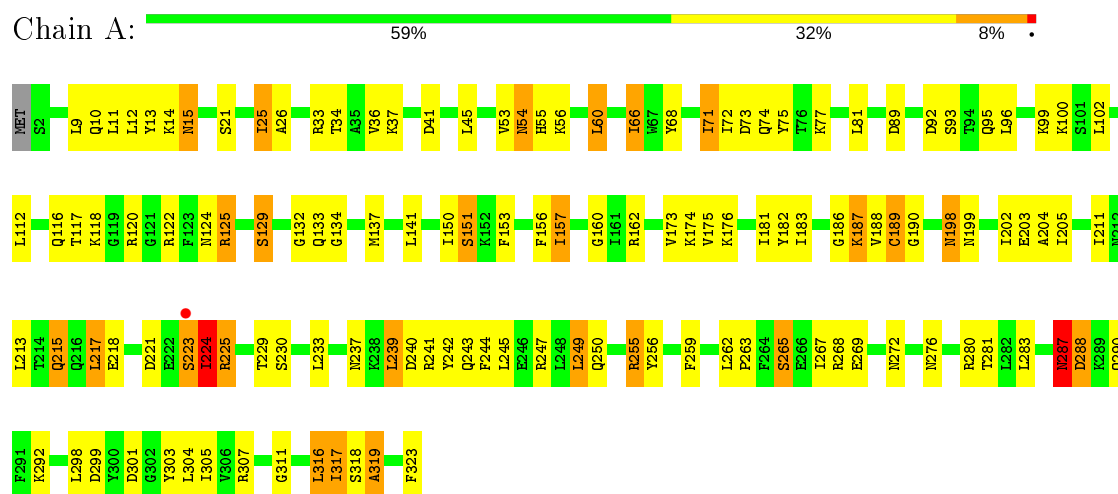 Chain A:
59% 32% 8% •
MET S2 L9 Q10 L11 L12 Y13 K14 N15 S21 I25 A26 R33 T34 A35 V36 K37 D41 L45 V53 N54 H55 K56 L60 I66 W67 Y68 I71 I72 D73 Q74 Y75 T76 K77 L81 D89 D92 S93 T94 Q95 L96 K99 K100 S101 L102
L112 Q116 T117 K118 G119 R120 G121 R122 F123 N124 R125 S129 G132 Q133 G134 M137 L141 I150 S151 K152 F153 F156 I157 G160 I161 R162 V173 K174 V175 K176 I181 Y182 I183 G186 K187 V188 C189 G190 N198 N199 I202 E203 A204 I205 I211 N212
L213 T214 Q215 Q216 L217 E218 D221 E222 S223 I224 R225 T229 S230 L233 N237 K238 L239 D240 R241 Y242 Q243 F244 L245 E246 R247 L248 L249 Q250 R255 Y256 F259 L262 P263 F264 S265 E266 I267 R268 E269 N272 N276 R280 T281 L282 L283 N287 D288 K289 Q290
F291 K292 L298 D299 Y300 D301 G302 Y303 L304 I305 V306 R307 G311 L316 I317 S318 A319 F323